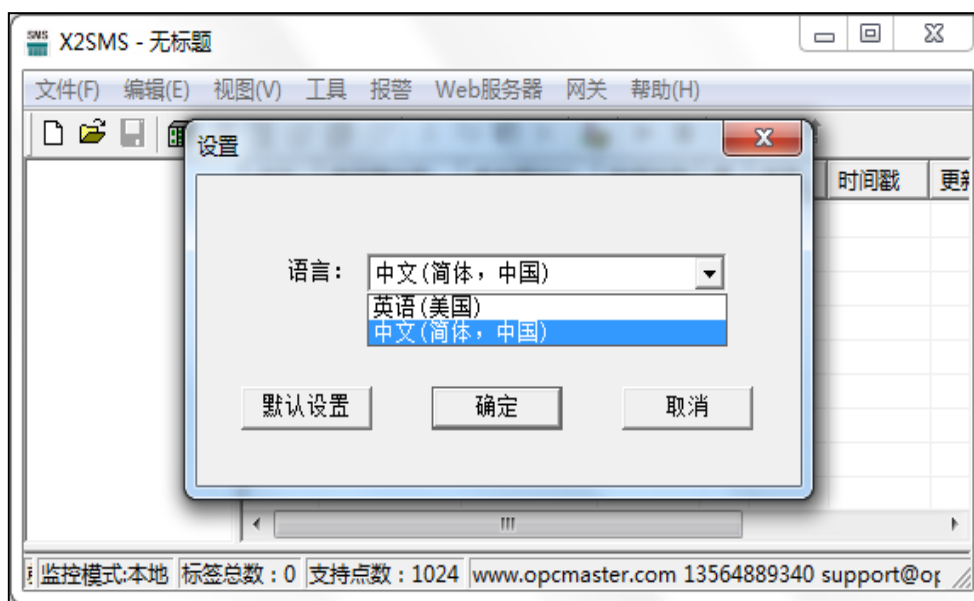 SMS
X2SMS - 无标题
文件(F) 编辑(E) 视图(V) 工具 报警 Web服务器 网关 帮助(H)
设置
时间戳
语言：
中文(简体，中国)
英语(美国)
中文(简体，中国)
默认设置 确定 取消
监控模式:本地 标签总数：0 支持点数：1024 www.opcmaster.com 13564889340